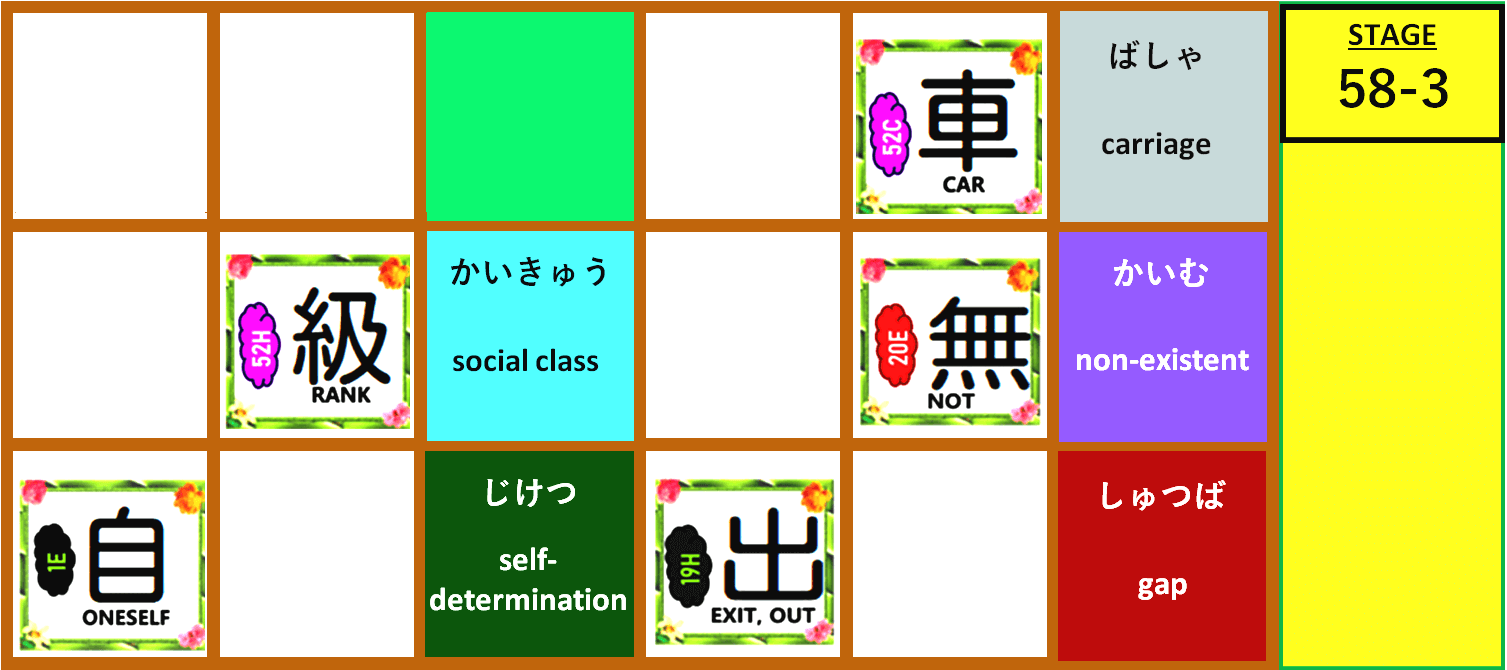 52C
車
CAR
ばしゃ
carriage
STAGE
58-3
52H
級
RANK
かいきゅう
social class
20E
無
NOT
かいむ
non-existent
1E
自
ONESELF
じけつ
self-
determination
19H
出
EXIT, OUT
しゅつば
gap